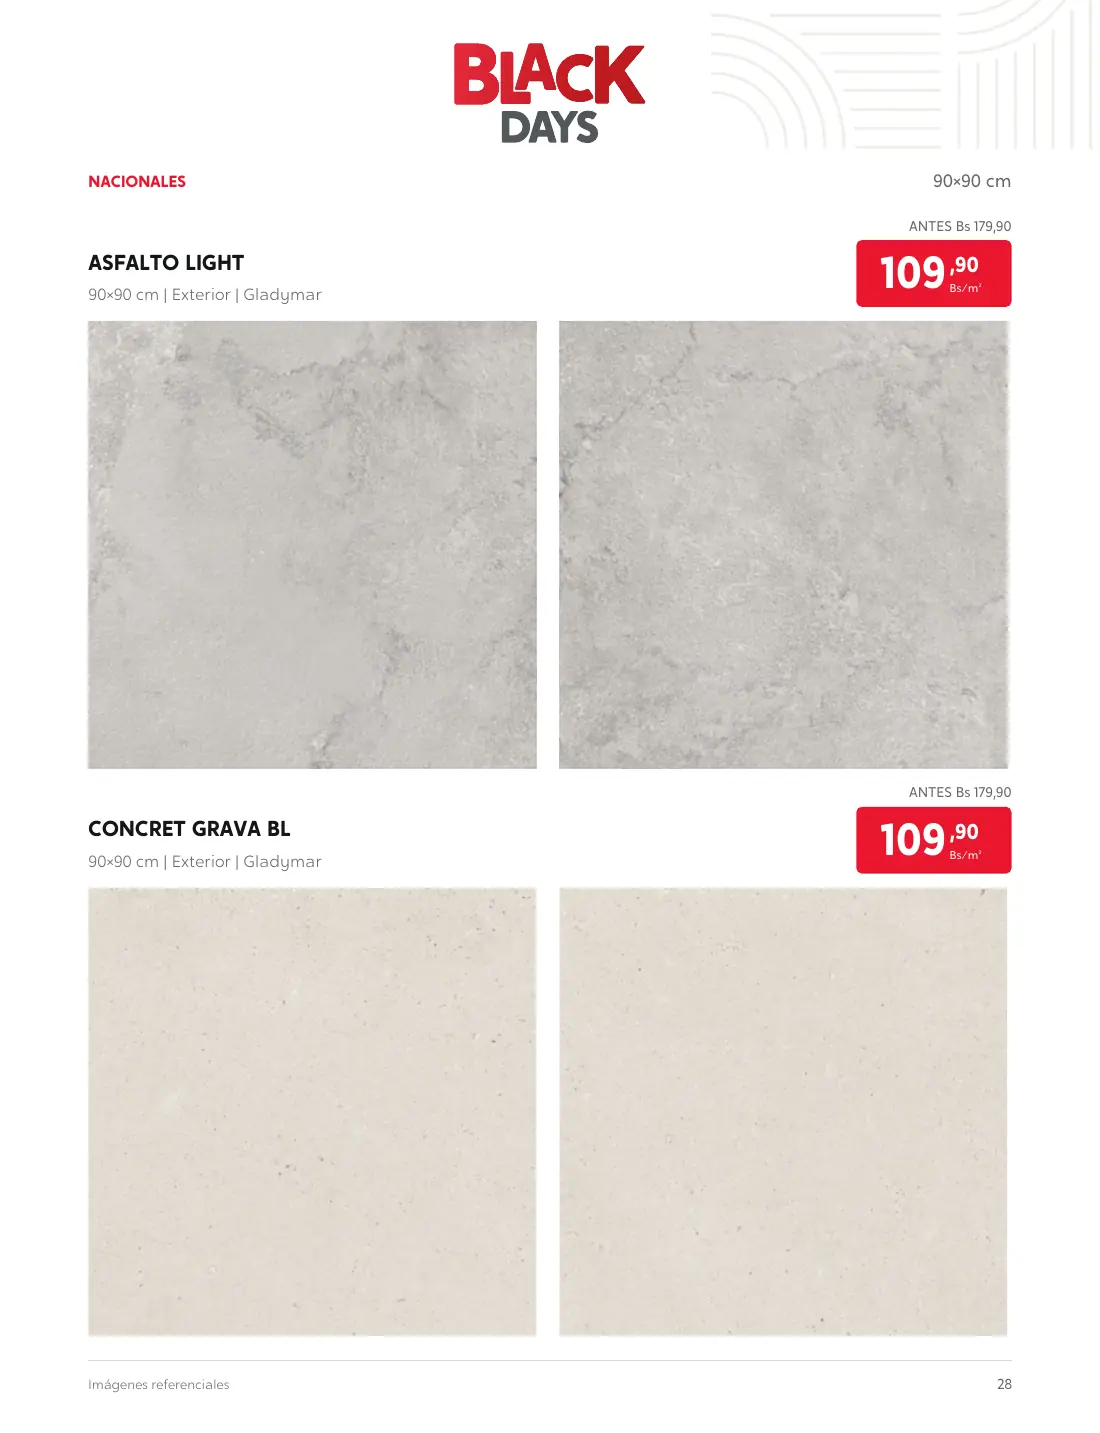 BLACK
DAYS
NACIONALES
90×90 cm
ANTES Bs 179,90
ASFALTO LIGHT
109,90
Bs/m²
90×90 cm | Exterior | Gladymar
ANTES Bs 179,90
CONCRET GRAVA BL
109,90
Bs/m²
90×90 cm | Exterior | Gladymar
Imágenes referenciales
28